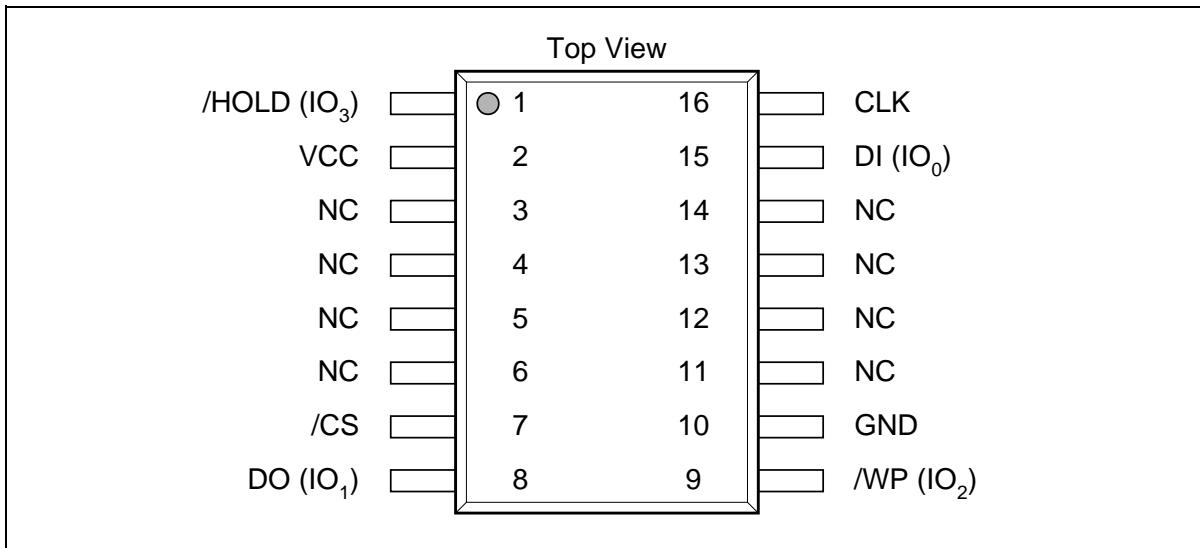 Top View
/HOLD (IO3) 1 16 CLK
VCC 2 15 DI (IO0)
NC 3 14 NC
NC 4 13 NC
NC 5 12 NC
NC 6 11 NC
/CS 7 10 GND
DO (IO1) 8 9 /WP (IO2)